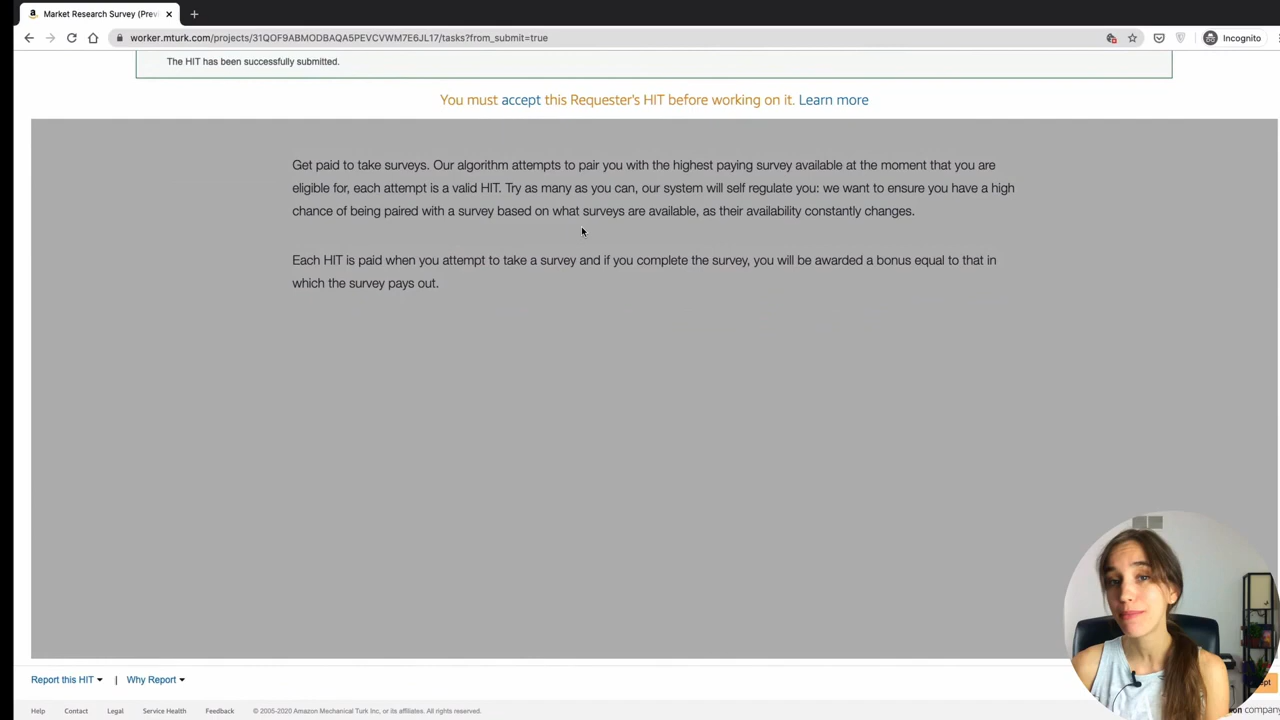 Market Research Survey (Prev
worker.mturk.com/projects/31QOF9ABMODBAQA5PEVCVWM7E6JL17/tasks?from_submit=true
Incognito
The HIT has been successfully submitted.
You must accept this Requester's HIT before working on it. Learn more
Get paid to take surveys. Our algorithm attempts to pair you with the highest paying survey available at the moment that you are
eligible for, each attempt is a valid HIT. Try as many as you can, our system will self regulate you: we want to ensure you have a high
chance of being paired with a survey based on what surveys are available, as their availability constantly changes.
Each HIT is paid when you attempt to take a survey and if you complete the survey, you will be awarded a bonus equal to that in
which the survey pays out.
Report this HIT | Why Report
Help Contact Legal Service Health Feedback © 2005-2020 Amazon Mechanical Turk Inc, or its affiliates. All rights reserved. on company